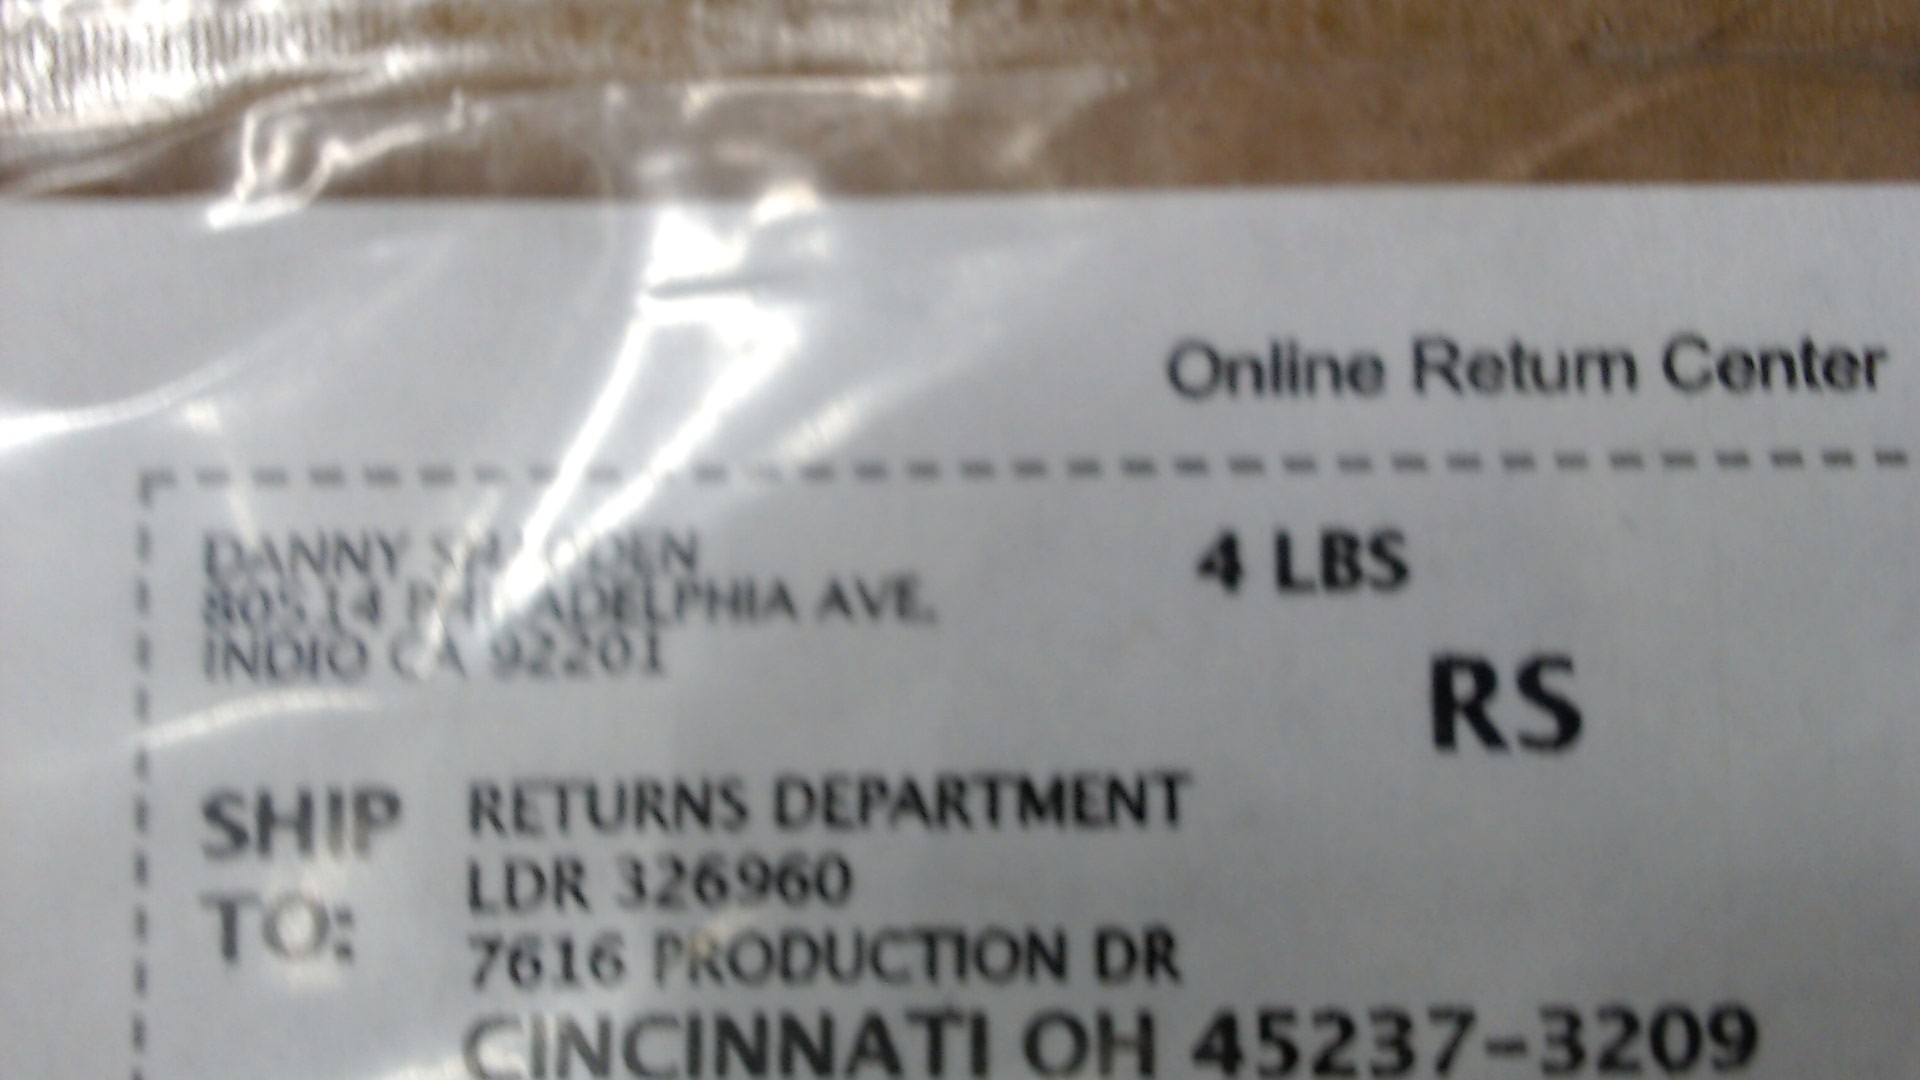 Online Return Center
DANNY
4 LBS
PHILADELPHIA AVE.
INDIO CA 92201
RS
SHIP TO:
RETURNS DEPARTMENT
LDR 326960
7616 PRODUCTION DR
CINCINNATI OH 45237-3209